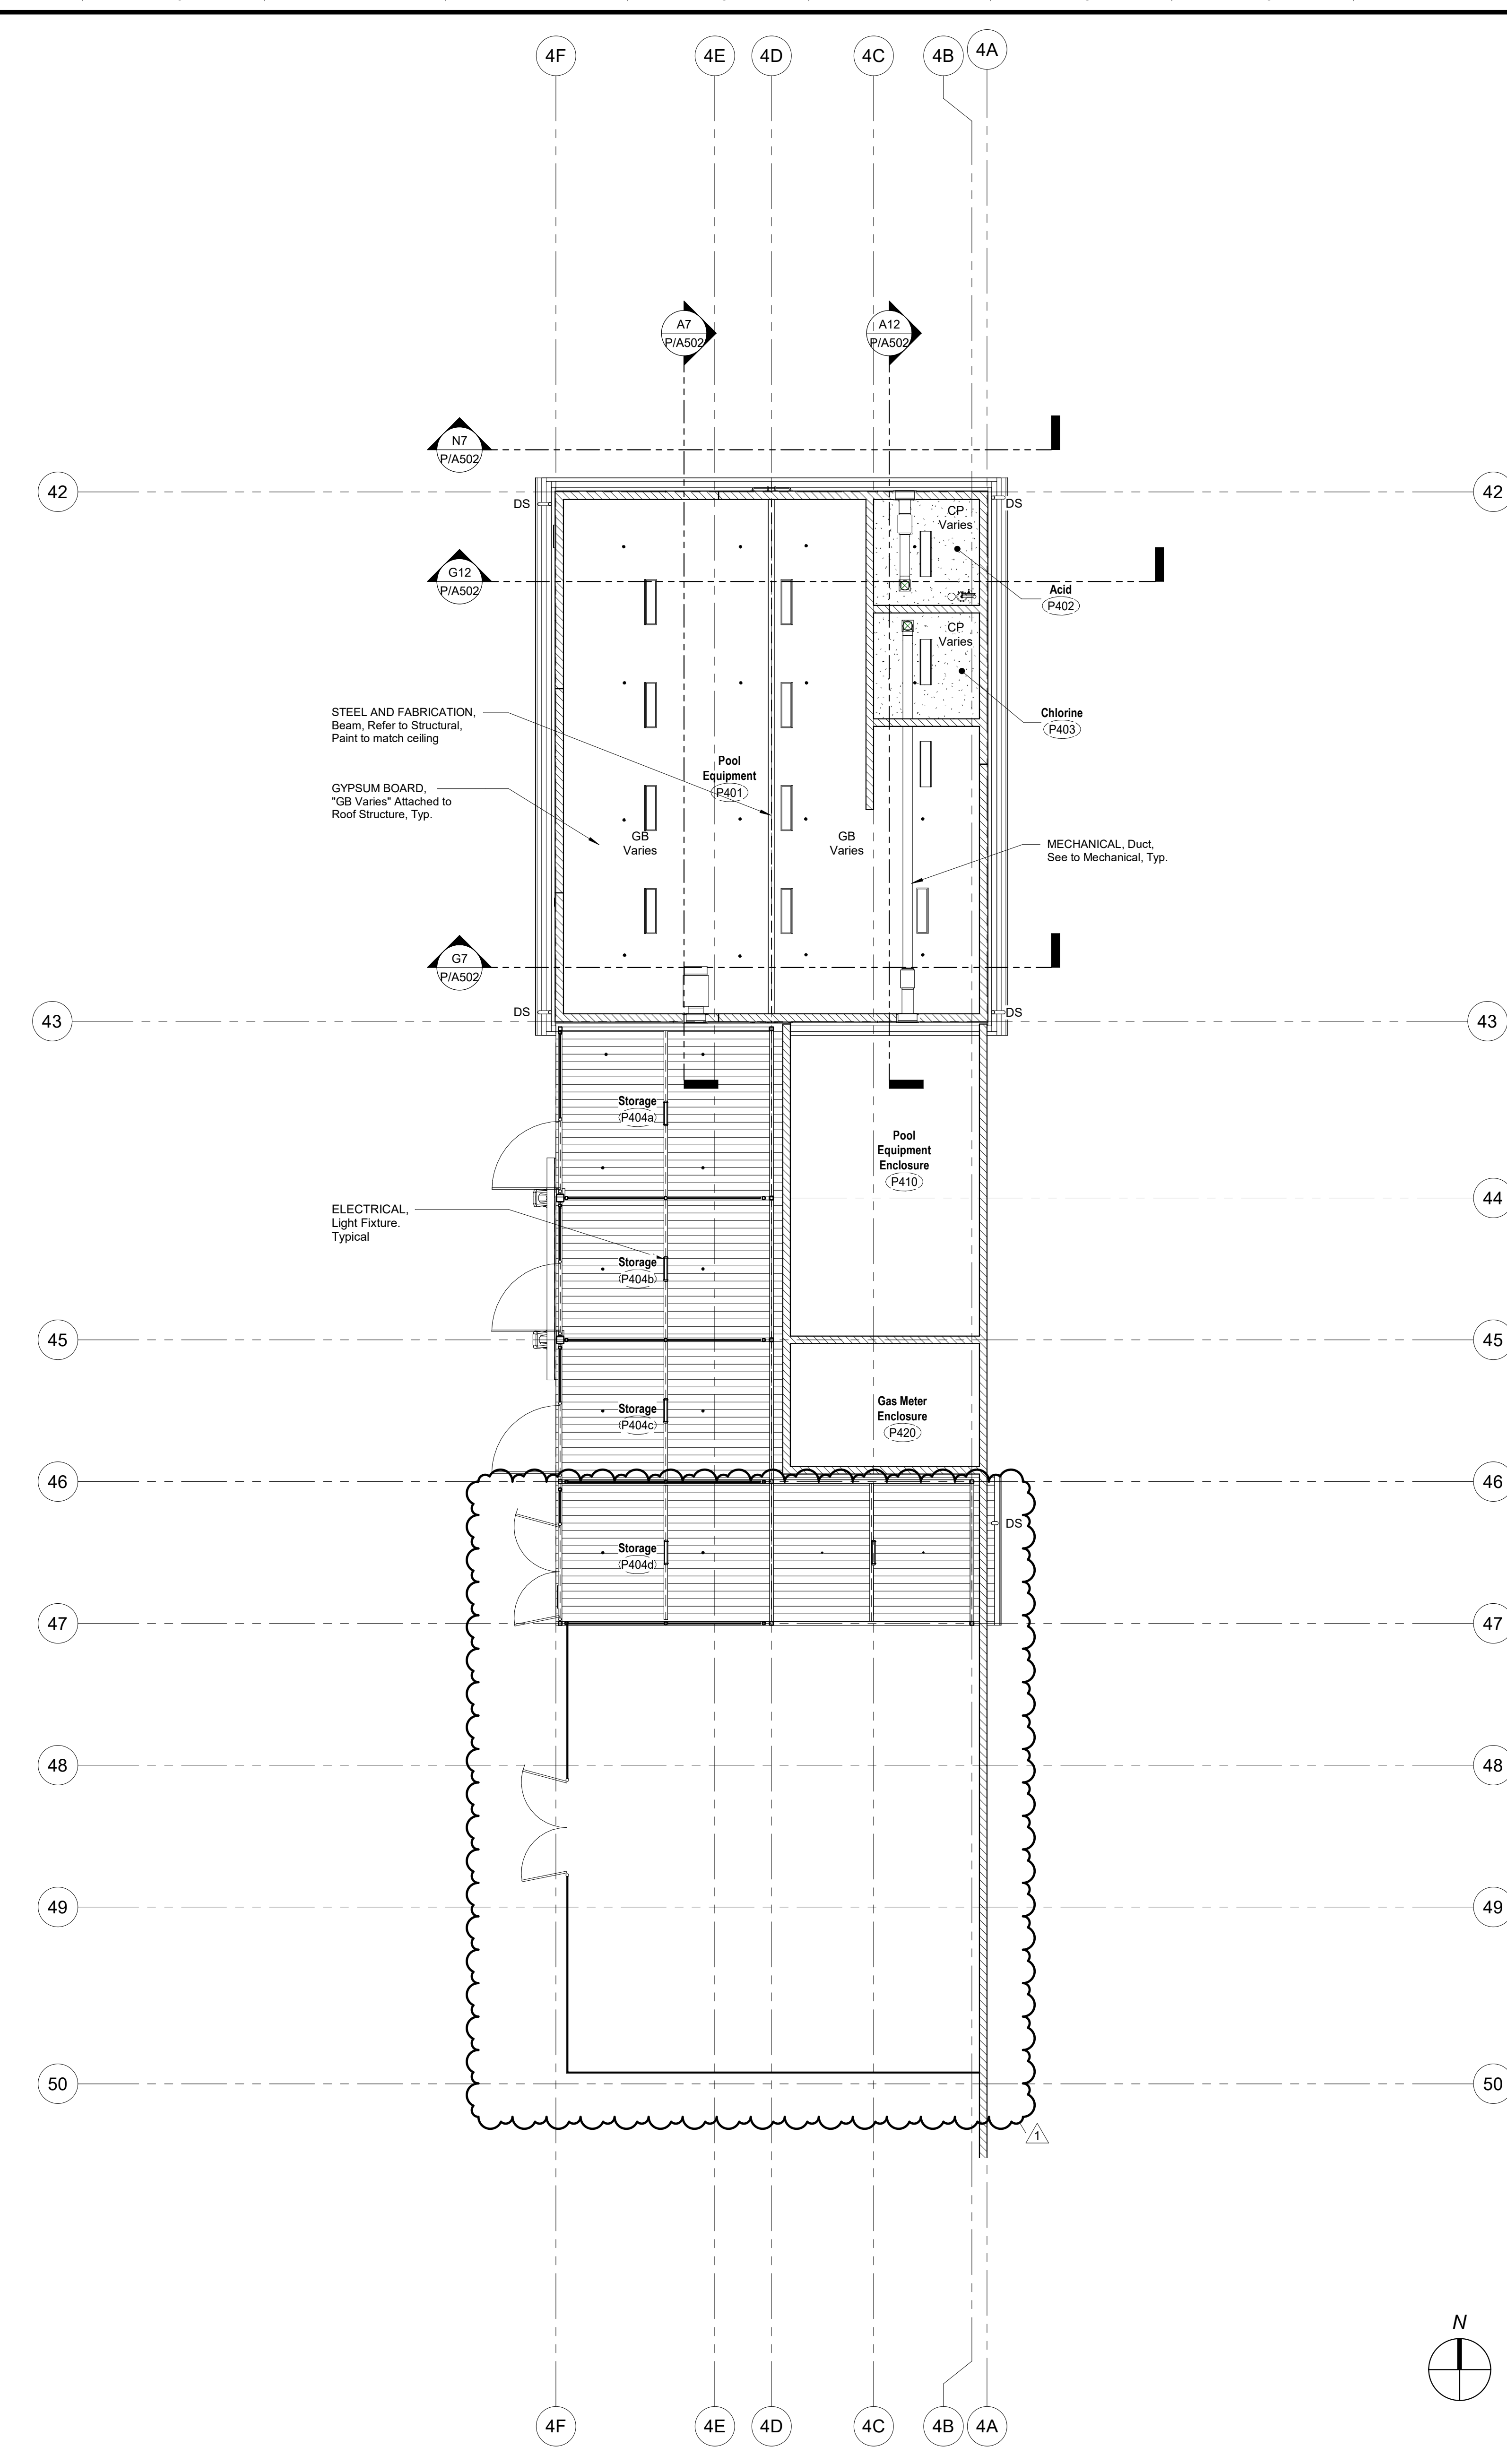 4F
4E
4D
4C
4B
4A
A7
P/A502
A12
P/A502
N7
P/A502
42
42
DS
DS
CP
Varies
G12
P/A502
Acid
P402
CP
Varies
STEEL AND FABRICATION,
Beam, Refer to Structural,
Paint to match ceiling
Chlorine
P403
Pool
Equipment
P401
GYPSUM BOARD,
"GB Varies" Attached to
Roof Structure, Typ.
GB
Varies
GB
Varies
MECHANICAL, Duct,
See to Mechanical, Typ.
G7
P/A502
DS
DS
43
43
Storage
P404a
Pool
Equipment
Enclosure
P410
44
ELECTRICAL,
Light Fixture.
Typical
Storage
P404b
45
45
Storage
P404c
Gas Meter
Enclosure
P420
46
46
DS
Storage
P404d
47
47
48
48
49
49
50
50
1
N
4F
4E
4D
4C
4B
4A